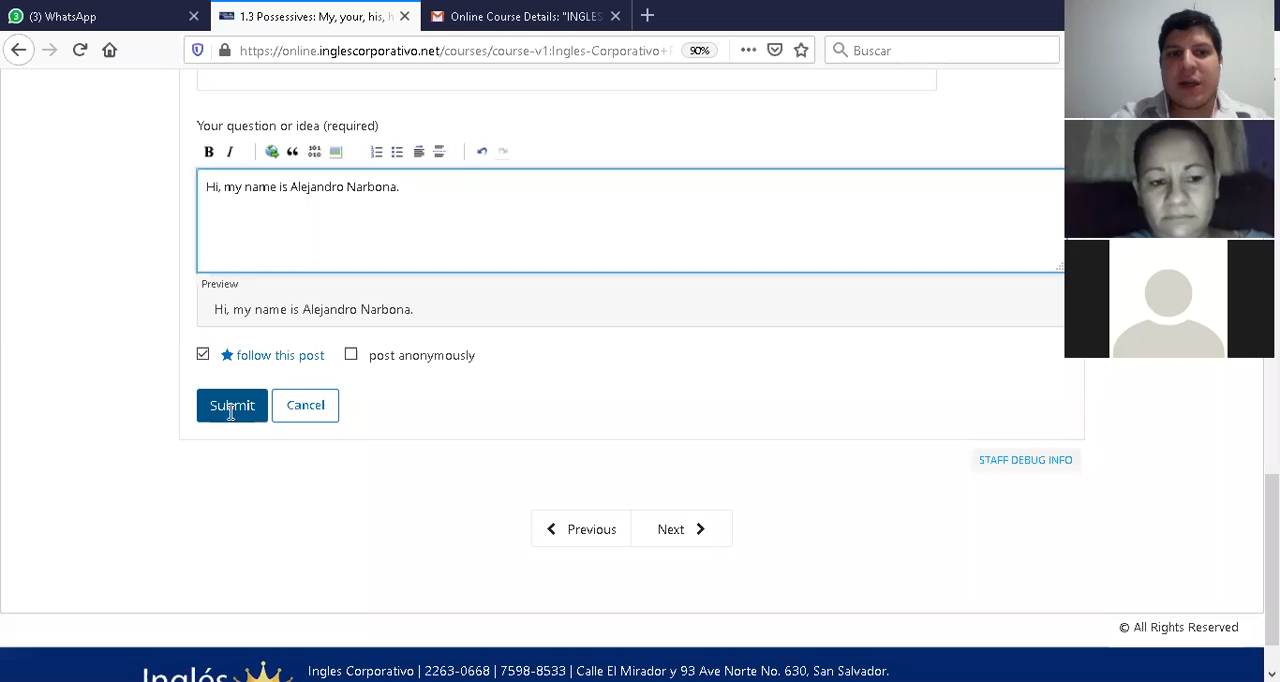 (3) WhatsApp
1.3 Possessives: My, your, his, h
Online Course Details: "INGLES
https://online.inglescorporativo.net/courses/course-v1:Ingles-Corporativo+
90%
Buscar
Your question or idea (required)
B I
Hi, my name is Alejandro Narbona.
Preview
Hi, my name is Alejandro Narbona.
follow this post
post anonymously
Submit
Cancel
STAFF DEBUG INFO
Previous
Next
© All Rights Reserved
Inglés
Ingles Corporativo | 2263-0668 | 7598-8533 | Calle El Mirador y 93 Ave Norte No. 630, San Salvador.